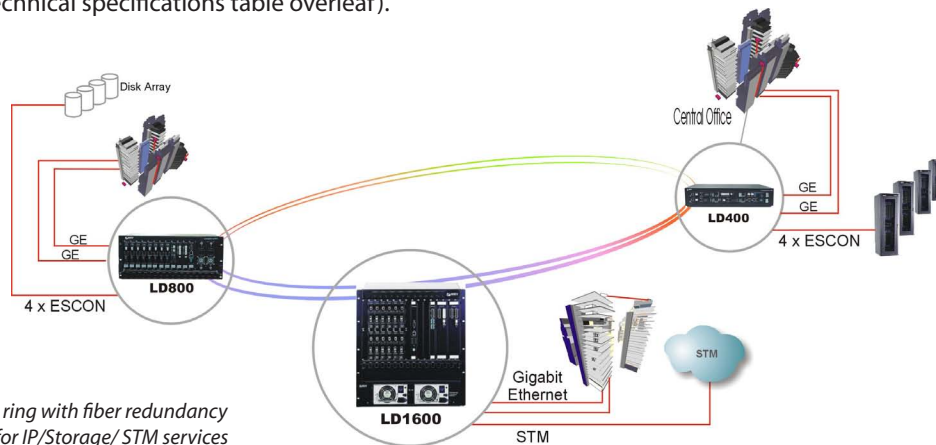 echnical specifications table overleaf).
Disk Array
Central Office
GE
GE
LD400
4 x ESCON
GE
GE
LD800
4 x ESCON
STM
Gigabit
Ethernet
LD1600
STM
ring with fiber redundancy
for IP/Storage/ STM services